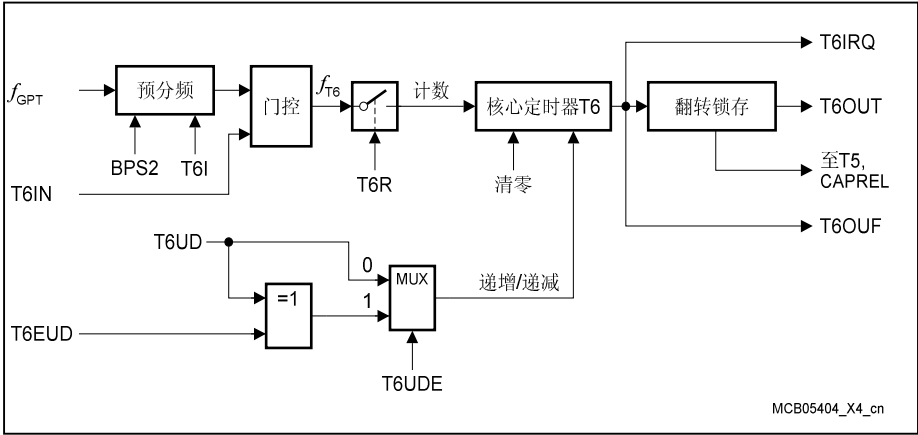 T6IRQ
fGPT
预分频
门控
fT6
计数
核心定时器T6
翻转锁存
T6OUT
BPS2
T6I
T6R
清零
至T5,
CAPREL
T6IN
T6OUF
T6UD
0
MUX
=1
1
递增/递减
T6EUD
T6UDE
MCB05404_X4_cn